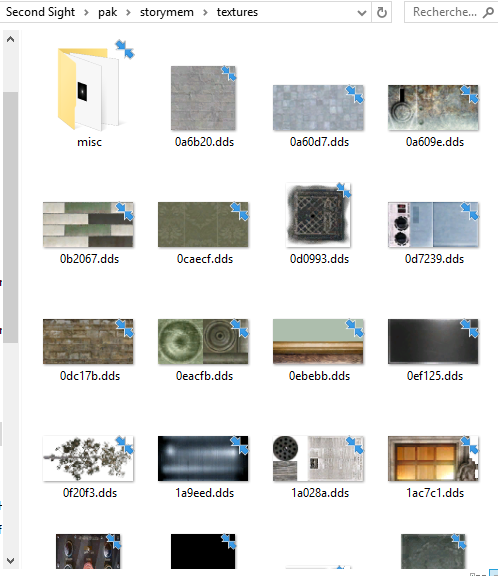 Second Sight > pak > storymem > textures
Recherche...
misc
0a6b20.dds
0a60d7.dds
0a609e.dds
0b2067.dds
0caecf.dds
0d0993.dds
0d7239.dds
0dc17b.dds
0eacfb.dds
0ebebb.dds
0ef125.dds
0f20f3.dds
1a9eed.dds
1a028a.dds
1ac7c1.dds